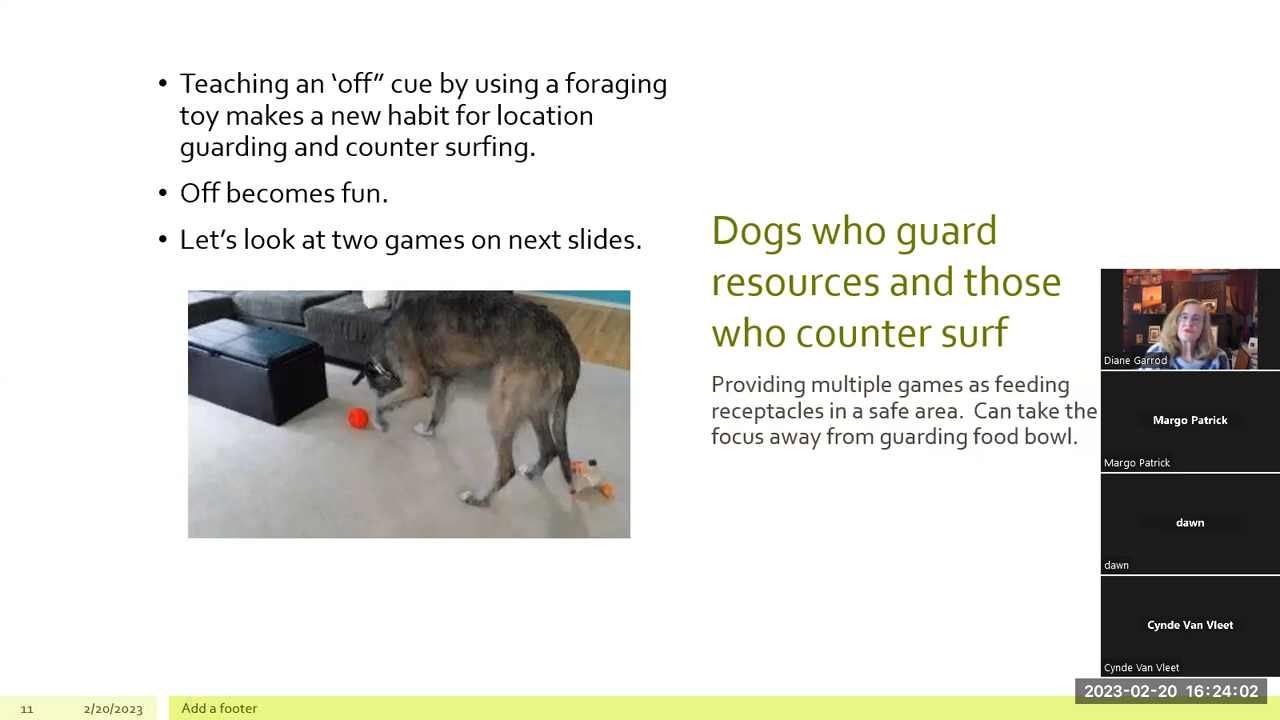 • Teaching an ‘off” cue by using a foraging
toy makes a new habit for location
guarding and counter surfing.
• Off becomes fun.
• Let’s look at two games on next slides.
Dogs who guard
resources and those
who counter surf
Providing multiple games as feeding
receptacles in a safe area.  Can take the
focus away from guarding food bowl.
Diane Garrod
Margo Patrick
Margo Patrick
dawn
dawn
Cynde Van Vleet
Cynde Van Vleet
2023-02-20 16:24:02
11
2/20/2023
Add a footer